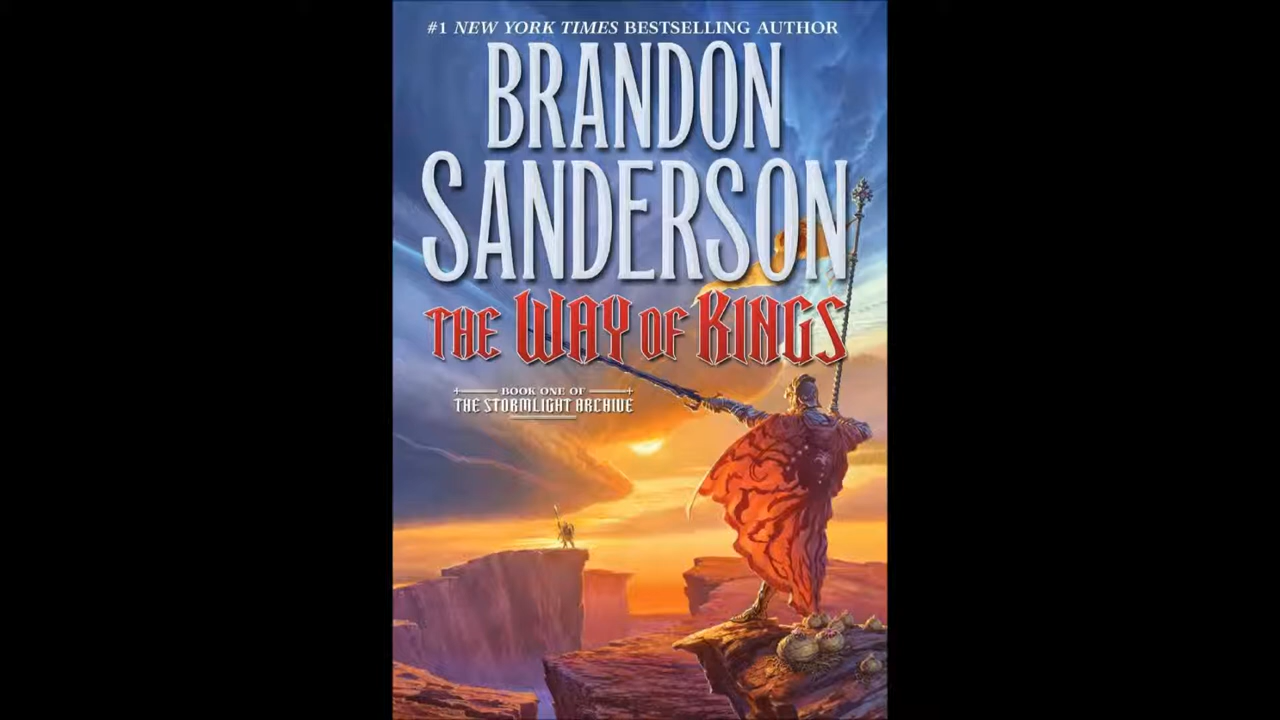 #1 NEW YORK TIMES BESTSELLING AUTHOR
BRANDON
SANDERSON
THE WAY OF KINGS
BOOK ONE OF
THE STORMLIGHT ARCHIVE